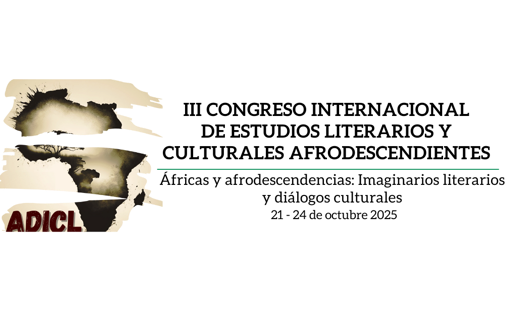 III CONGRESO INTERNACIONAL
DE ESTUDIOS LITERARIOS Y
CULTURALES AFRODESCENDIENTES
Áfricas y afrodescendencias: Imaginarios literarios
y diálogos culturales
21 - 24 de octubre 2025
ADICL